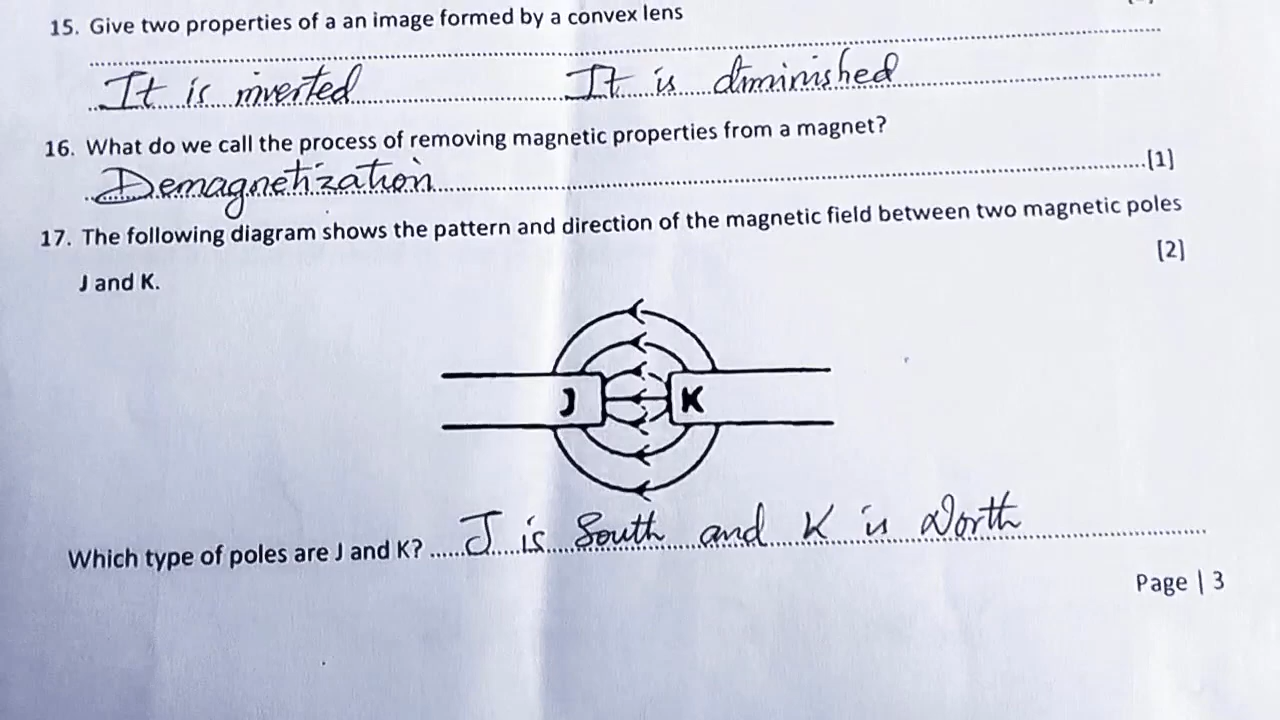 15. Give two properties of a an image formed by a convex lens
It is inverted It is diminished
16. What do we call the process of removing magnetic properties from a magnet?
Demagnetization [1]
17. The following diagram shows the pattern and direction of the magnetic field between two magnetic poles
J and K. [2]
J K
Which type of poles are J and K? J is South and K is North
Page | 3